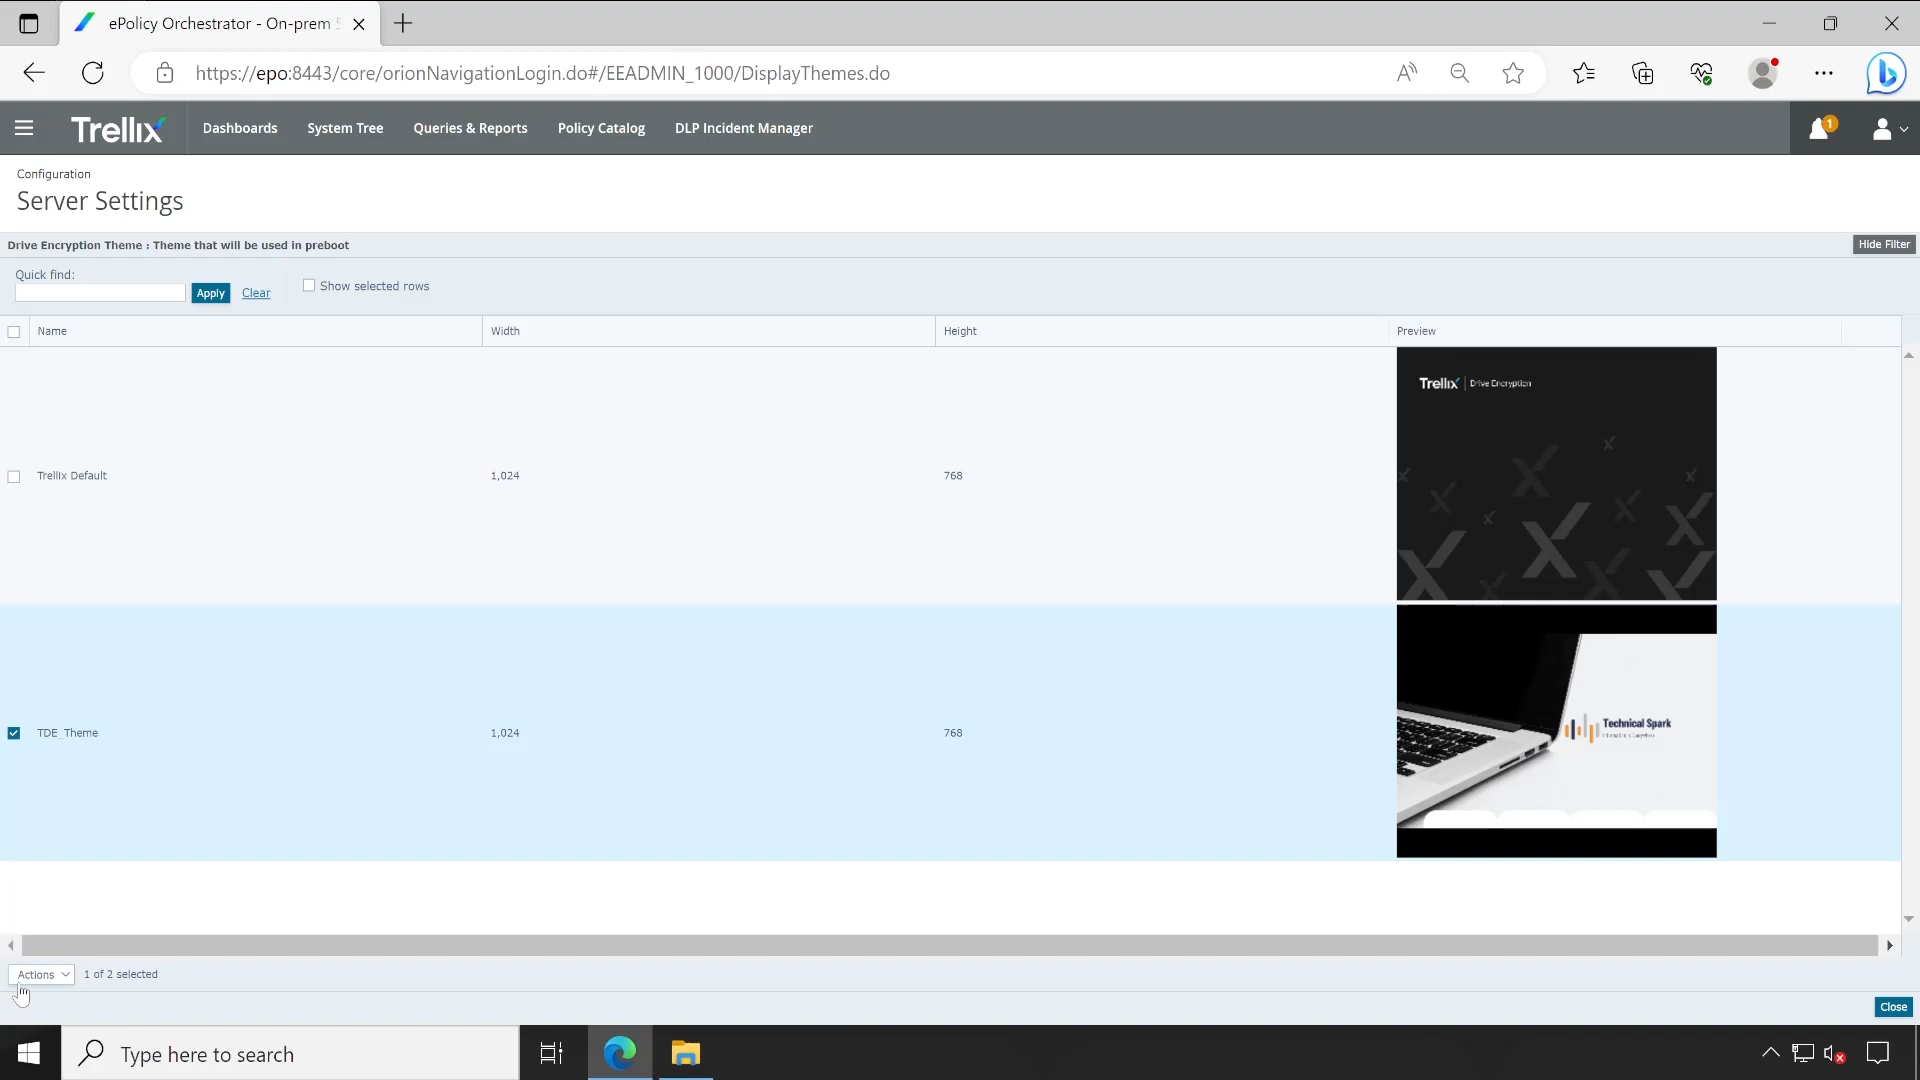 ePolicy Orchestrator - On-prem
https://epo:8443/core/orionNavigationLogin.do#/EEADMIN_1000/DisplayThemes.do
Trellix
Dashboards
System Tree
Queries & Reports
Policy Catalog
DLP Incident Manager
1
Configuration
Server Settings
Drive Encryption Theme : Theme that will be used in preboot
Hide Filter
Quick find:
Apply
Clear
Show selected rows
Name
Width
Height
Preview
Trellix | Drive Encryption
Trellix Default
1,024
768
Technical Spark
TDE_Theme
1,024
768
Actions
1 of 2 selected
Close
Type here to search